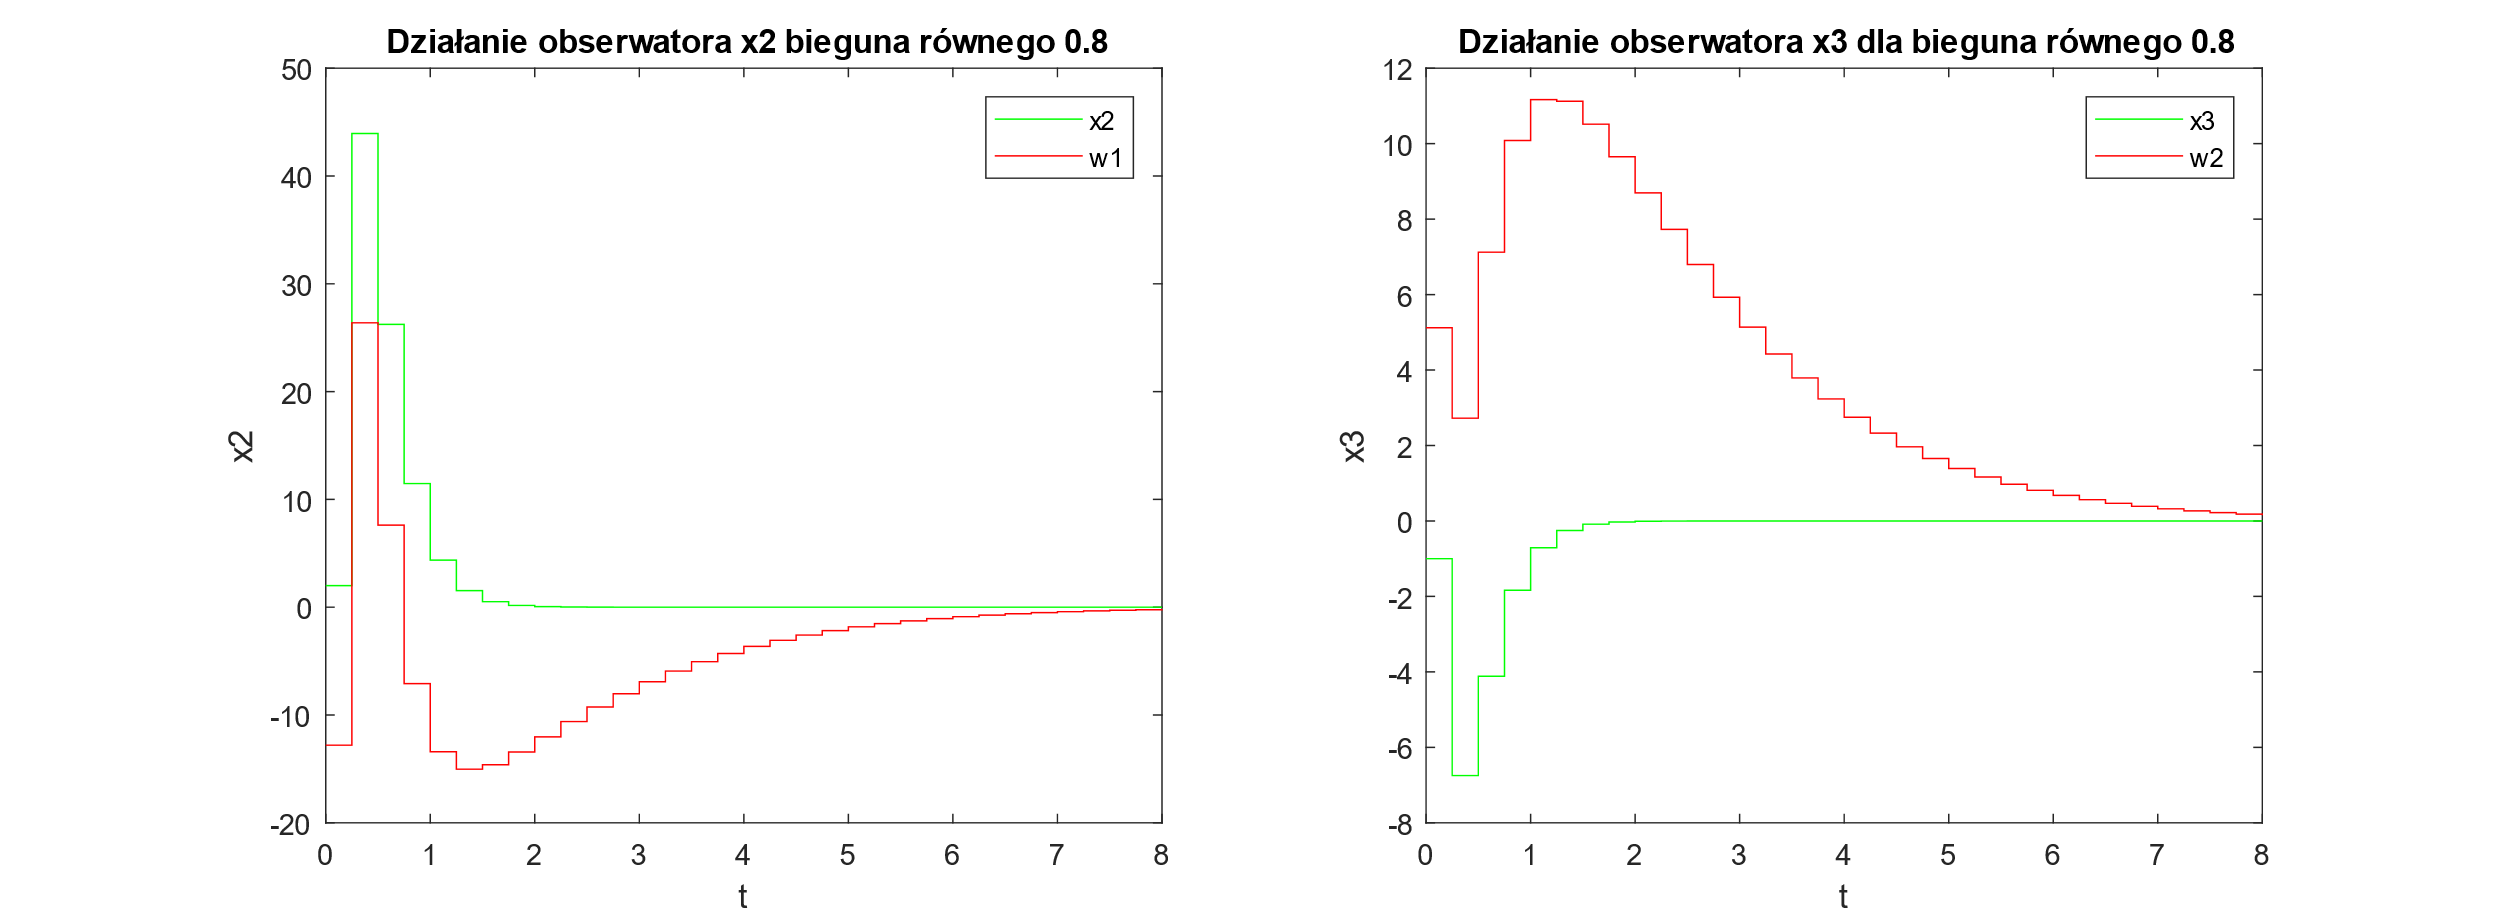 Działanie obserwatora x2 bieguna równego 0.8
50
40
30
20
10
0
-10
-20
x2
0 1 2 3 4 5 6 7 8
t
x2
w1
Działanie obserwatora x3 dla bieguna równego 0.8
12
10
8
6
4
2
0
-2
-4
-6
-8
x3
0 1 2 3 4 5 6 7 8
t
x3
w2